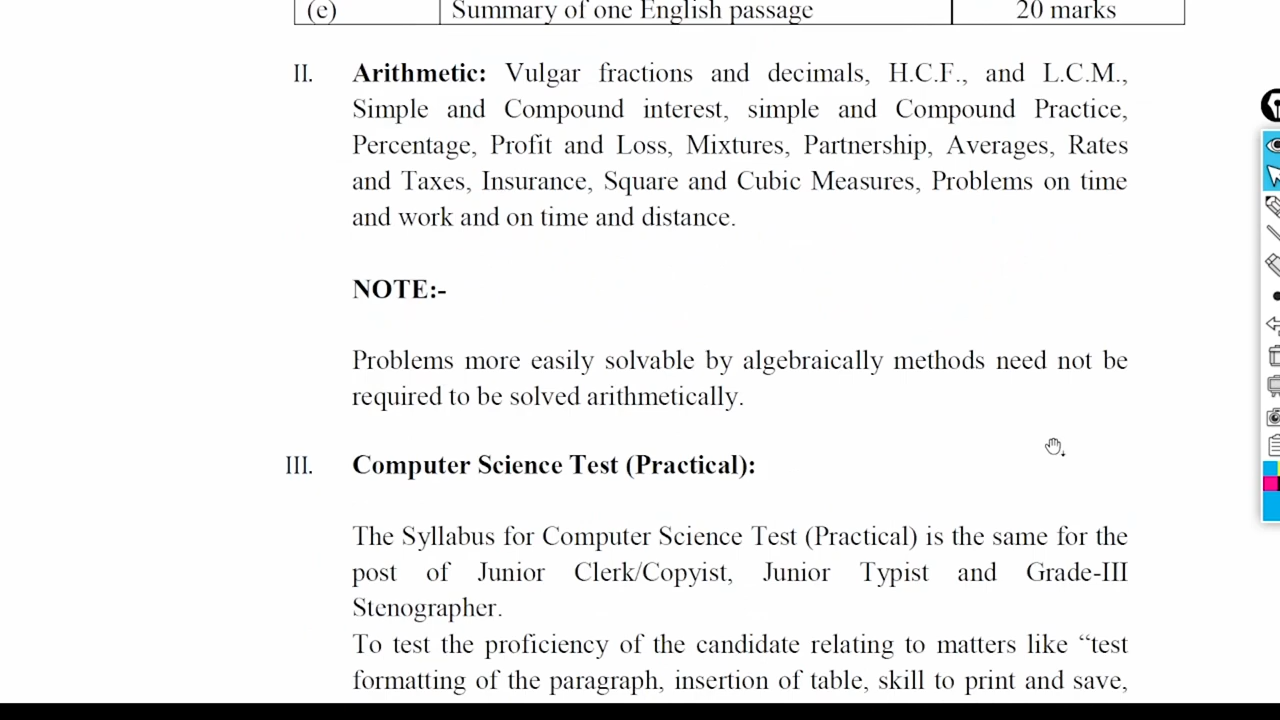 (e) Summary of one English passage 20 marks
II. Arithmetic: Vulgar fractions and decimals, H.C.F., and L.C.M.,
Simple and Compound interest, simple and Compound Practice,
Percentage, Profit and Loss, Mixtures, Partnership, Averages, Rates
and Taxes, Insurance, Square and Cubic Measures, Problems on time
and work and on time and distance.
NOTE:-
Problems more easily solvable by algebraically methods need not be
required to be solved arithmetically.
III. Computer Science Test (Practical):
The Syllabus for Computer Science Test (Practical) is the same for the
post of Junior Clerk/Copyist, Junior Typist and Grade-III
Stenographer.
To test the proficiency of the candidate relating to matters like “test
formatting of the paragraph, insertion of table, skill to print and save,